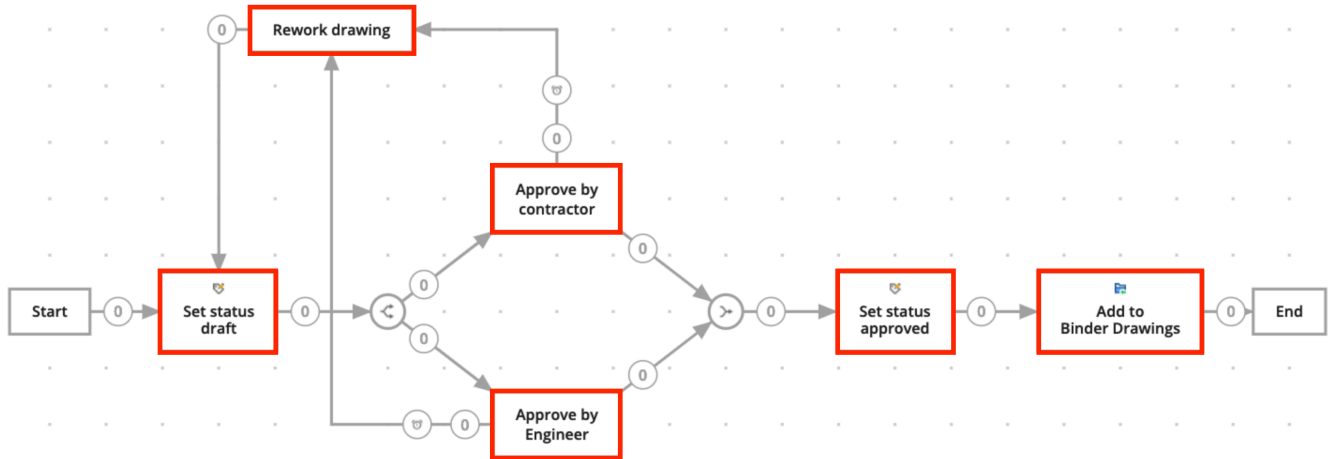 0
Rework drawing
0
Approve by
contractor
0
0
Start
0
Set status
draft
0
0
0
Set status
approved
0
Add to
Binder Drawings
0
End
0
0
Approve by
Engineer